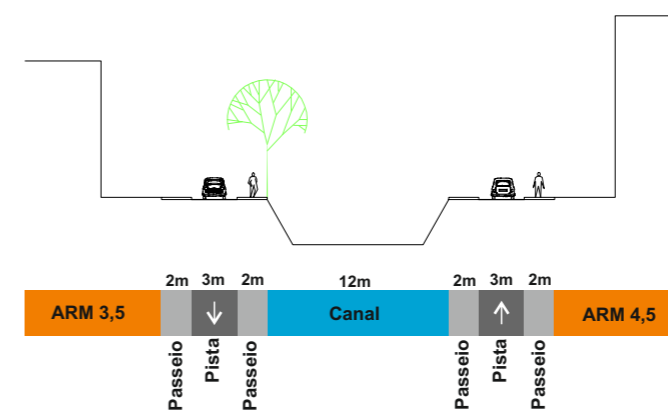 2m 3m 2m 12m 2m 3m 2m
ARM 3,5 Canal ARM 4,5
Passeio Pista Passeio Passeio Pista Passeio